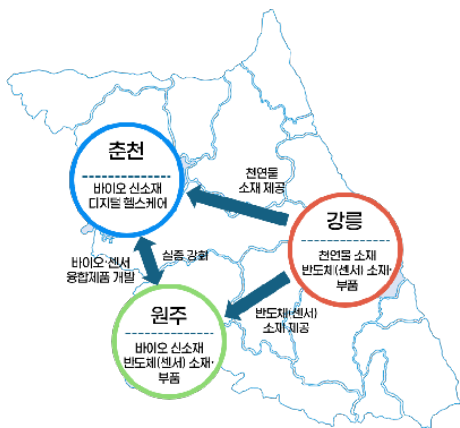 춘천
바이오 신소재
디지털 헬스케어
천연물
소재 제공
강릉
천연물 소재
반도체(센서) 소재·
부품
바이오·센서
융합제품 개발
실증 강화
원주
바이오 신소재
반도체(센서) 소재·
부품
반도체(센서)
소재 제공